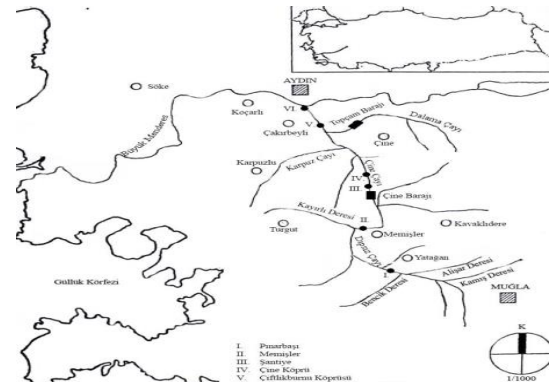 AYDIN
Söke
Koçarlı
VI
V
Topçam Barajı
Dalama Çayı
Çakırbeyli
Çine
Büyük Menderes
Karpuzlu
Karpuz Çayı
Çine Çayı
IV.
III.
Çine Barajı
Kayırlı Deresi
Turgut
II.
Memişler
Kavaklıdere
Dipsiz Çayı
Yatağan
I.
Güllük Körfezi
Bencik Deresi
Alişar Deresi
Kamış Deresi
MUĞLA
I. Pınarbaşı
II. Memişler
III. Şantiye
IV. Çine Köprü
V. Çiftlikburnu Köprüsü
K
1/1000